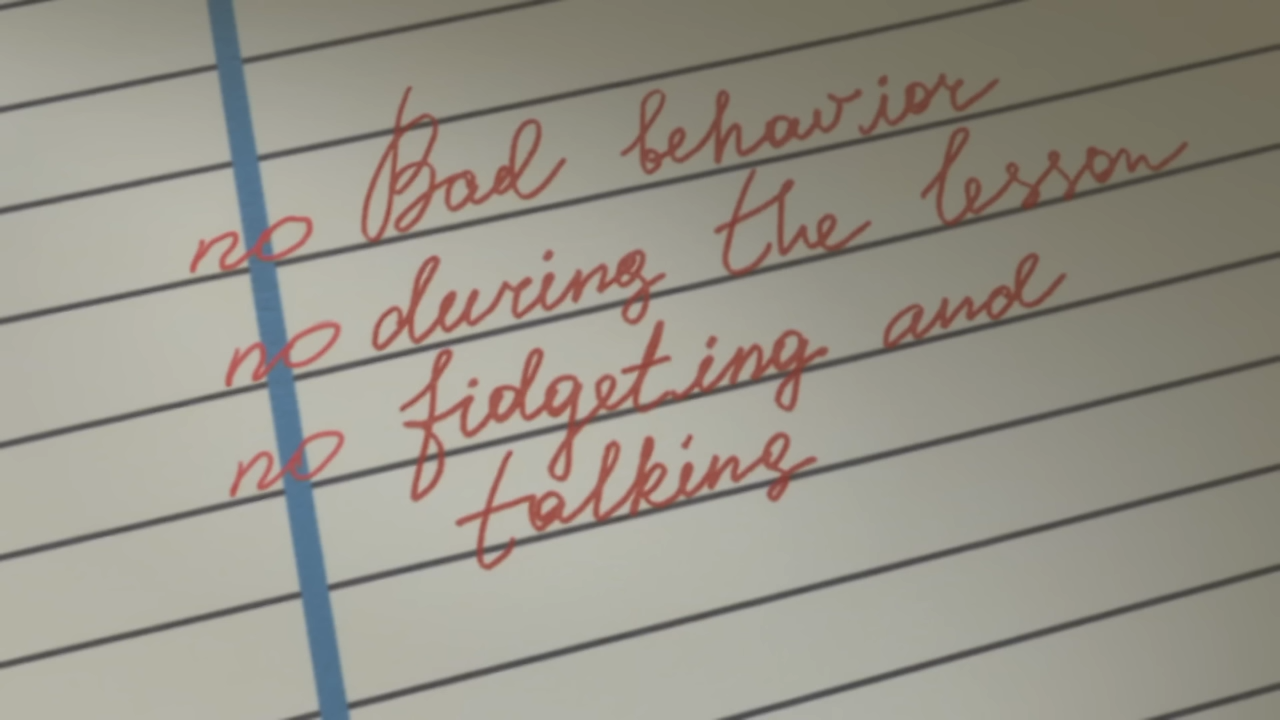 no Bad behavior
no during the lesson
no fidgeting and
talking